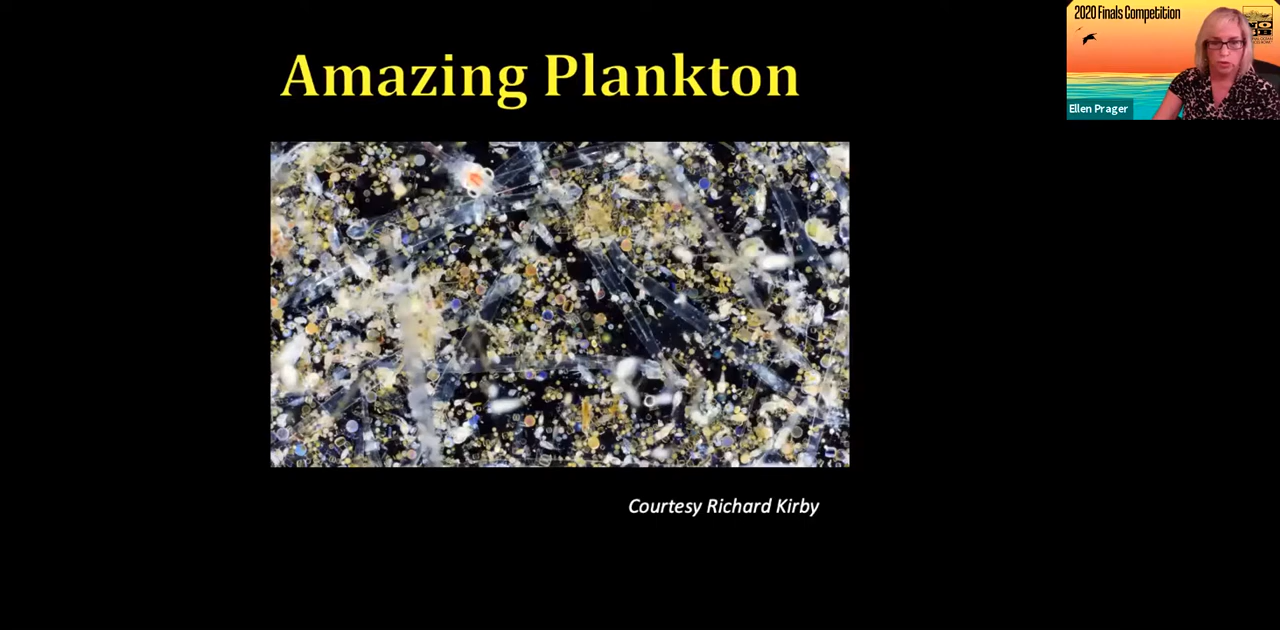 Amazing Plankton
Courtesy Richard Kirby
2020 Finals Competition
Ellen Prager